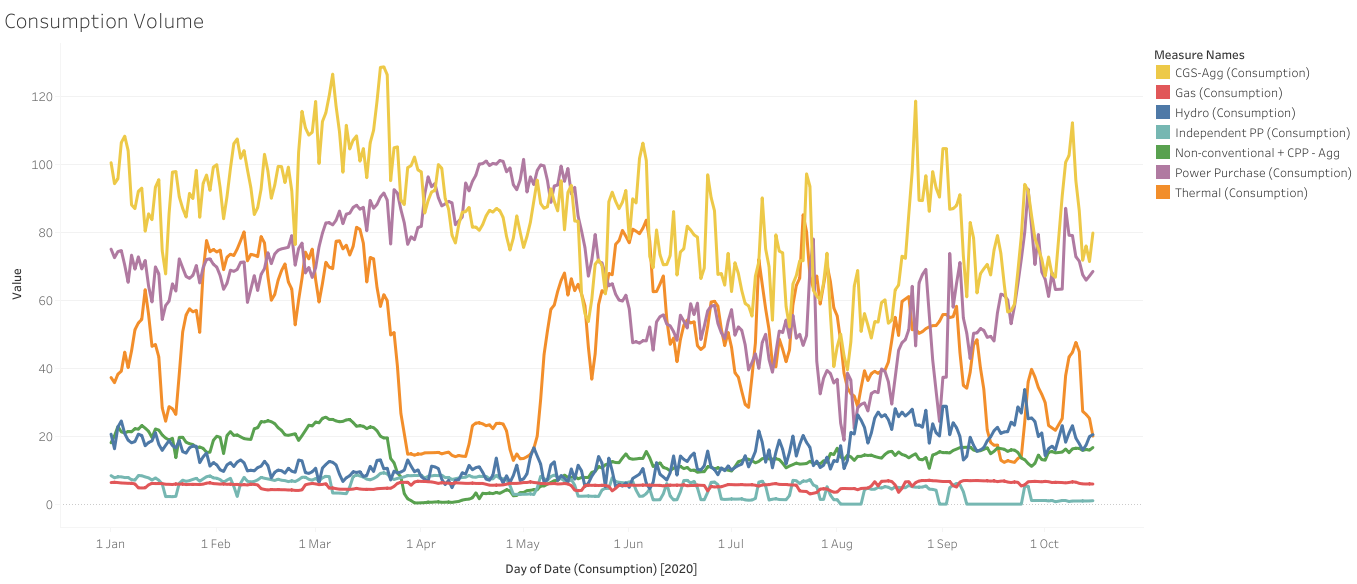 Consumption Volume
Measure Names
CGS-Agg (Consumption)
Gas (Consumption)
Hydro (Consumption)
Independent PP (Consumption)
Non-conventional + CPP - Agg
Power Purchase (Consumption)
Thermal (Consumption)
Value
120
100
80
60
40
20
0
1 Jan 1 Feb 1 Mar 1 Apr 1 May 1 Jun 1 Jul 1 Aug 1 Sep 1 Oct
Day of Date (Consumption) [2020]